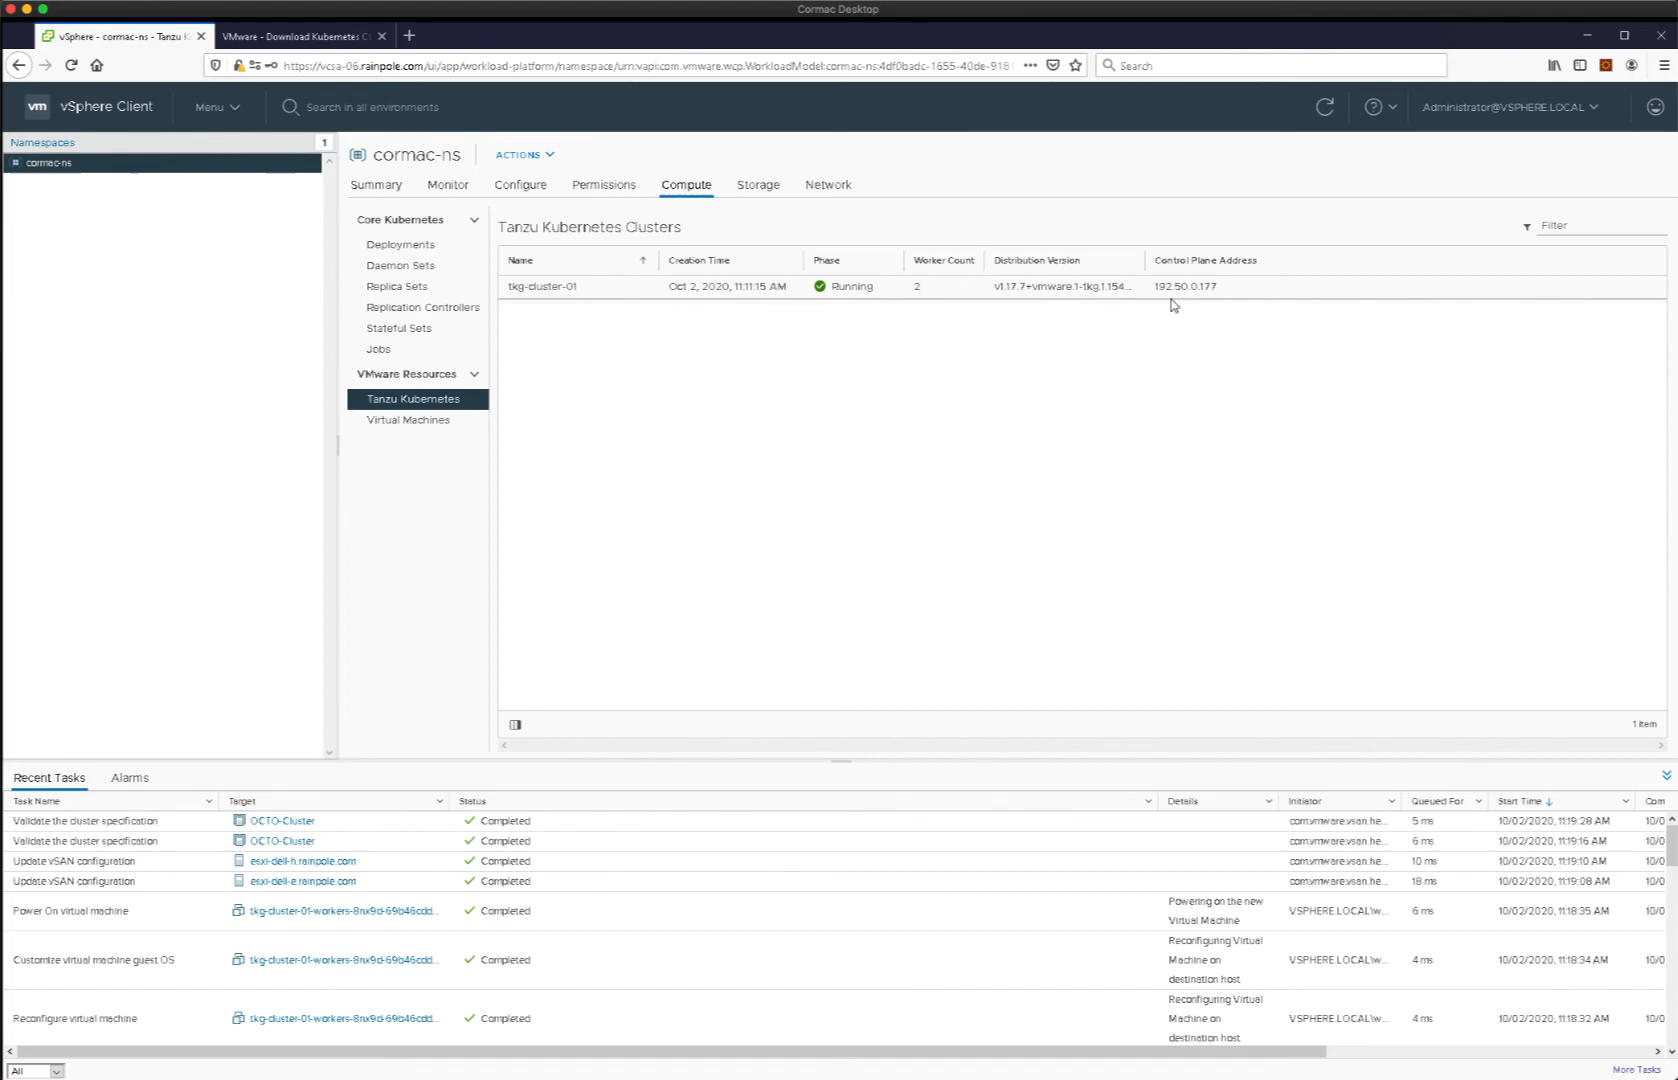 Cormac Desktop
vSphere - cormac-ns - Tanzu K
VMware - Download Kubernetes C
https://vcsa-06.rainpole.com/ui/app/workload-platform/namespace/urn:vapi:com.vmware.wcp.WorkloadModel:cormac-ns:4df0badc-1655-40de-9181
Search
vm vSphere Client
Menu
Search in all environments
Administrator@VSPHERE.LOCAL
Namespaces 1
cormac-ns
cormac-ns
ACTIONS
Summary Monitor Configure Permissions Compute Storage Network
Core Kubernetes
Deployments
Daemon Sets
Replica Sets
Replication Controllers
Stateful Sets
Jobs
VMware Resources
Tanzu Kubernetes
Virtual Machines
Tanzu Kubernetes Clusters
Filter
Name Creation Time Phase Worker Count Distribution Version Control Plane Address
tkg-cluster-01 Oct 2, 2020, 11:11:15 AM Running 2 v1.17.7+vmware.1-1kg.1.154... 192.50.0.177
1 item
Recent Tasks Alarms
Task Name Target Status Details Initiator Queued For Start Time Com
Validate the cluster specification OCTO-Cluster Completed com.vmware.vsan.he... 5 ms 10/02/2020, 11:19:28 AM 10/0
Validate the cluster specification OCTO-Cluster Completed com.vmware.vsan.he... 6 ms 10/02/2020, 11:19:16 AM 10/0
Update vSAN configuration esxi-dell-h.rainpole.com Completed com.vmware.vsan.he... 10 ms 10/02/2020, 11:19:10 AM 10/0
Update vSAN configuration esxi-dell-e.rainpole.com Completed com.vmware.vsan.he... 18 ms 10/02/2020, 11:19:08 AM 10/0
Power On virtual machine tkg-cluster-01-workers-8nx9d-69b46cdd... Completed Powering on the new Virtual Machine VSPHERE.LOCAL\w... 6 ms 10/02/2020, 11:18:35 AM 10/0
Customize virtual machine guest OS tkg-cluster-01-workers-8nx9d-69b46cdd... Completed Reconfiguring Virtual Machine on destination host. VSPHERE.LOCAL\w... 4 ms 10/02/2020, 11:18:34 AM 10/0
Reconfigure virtual machine tkg-cluster-01-workers-8nx9d-69b46cdd... Completed Reconfiguring Virtual Machine on destination host. VSPHERE.LOCAL\w... 4 ms 10/02/2020, 11:18:32 AM 10/0
All
More Tasks